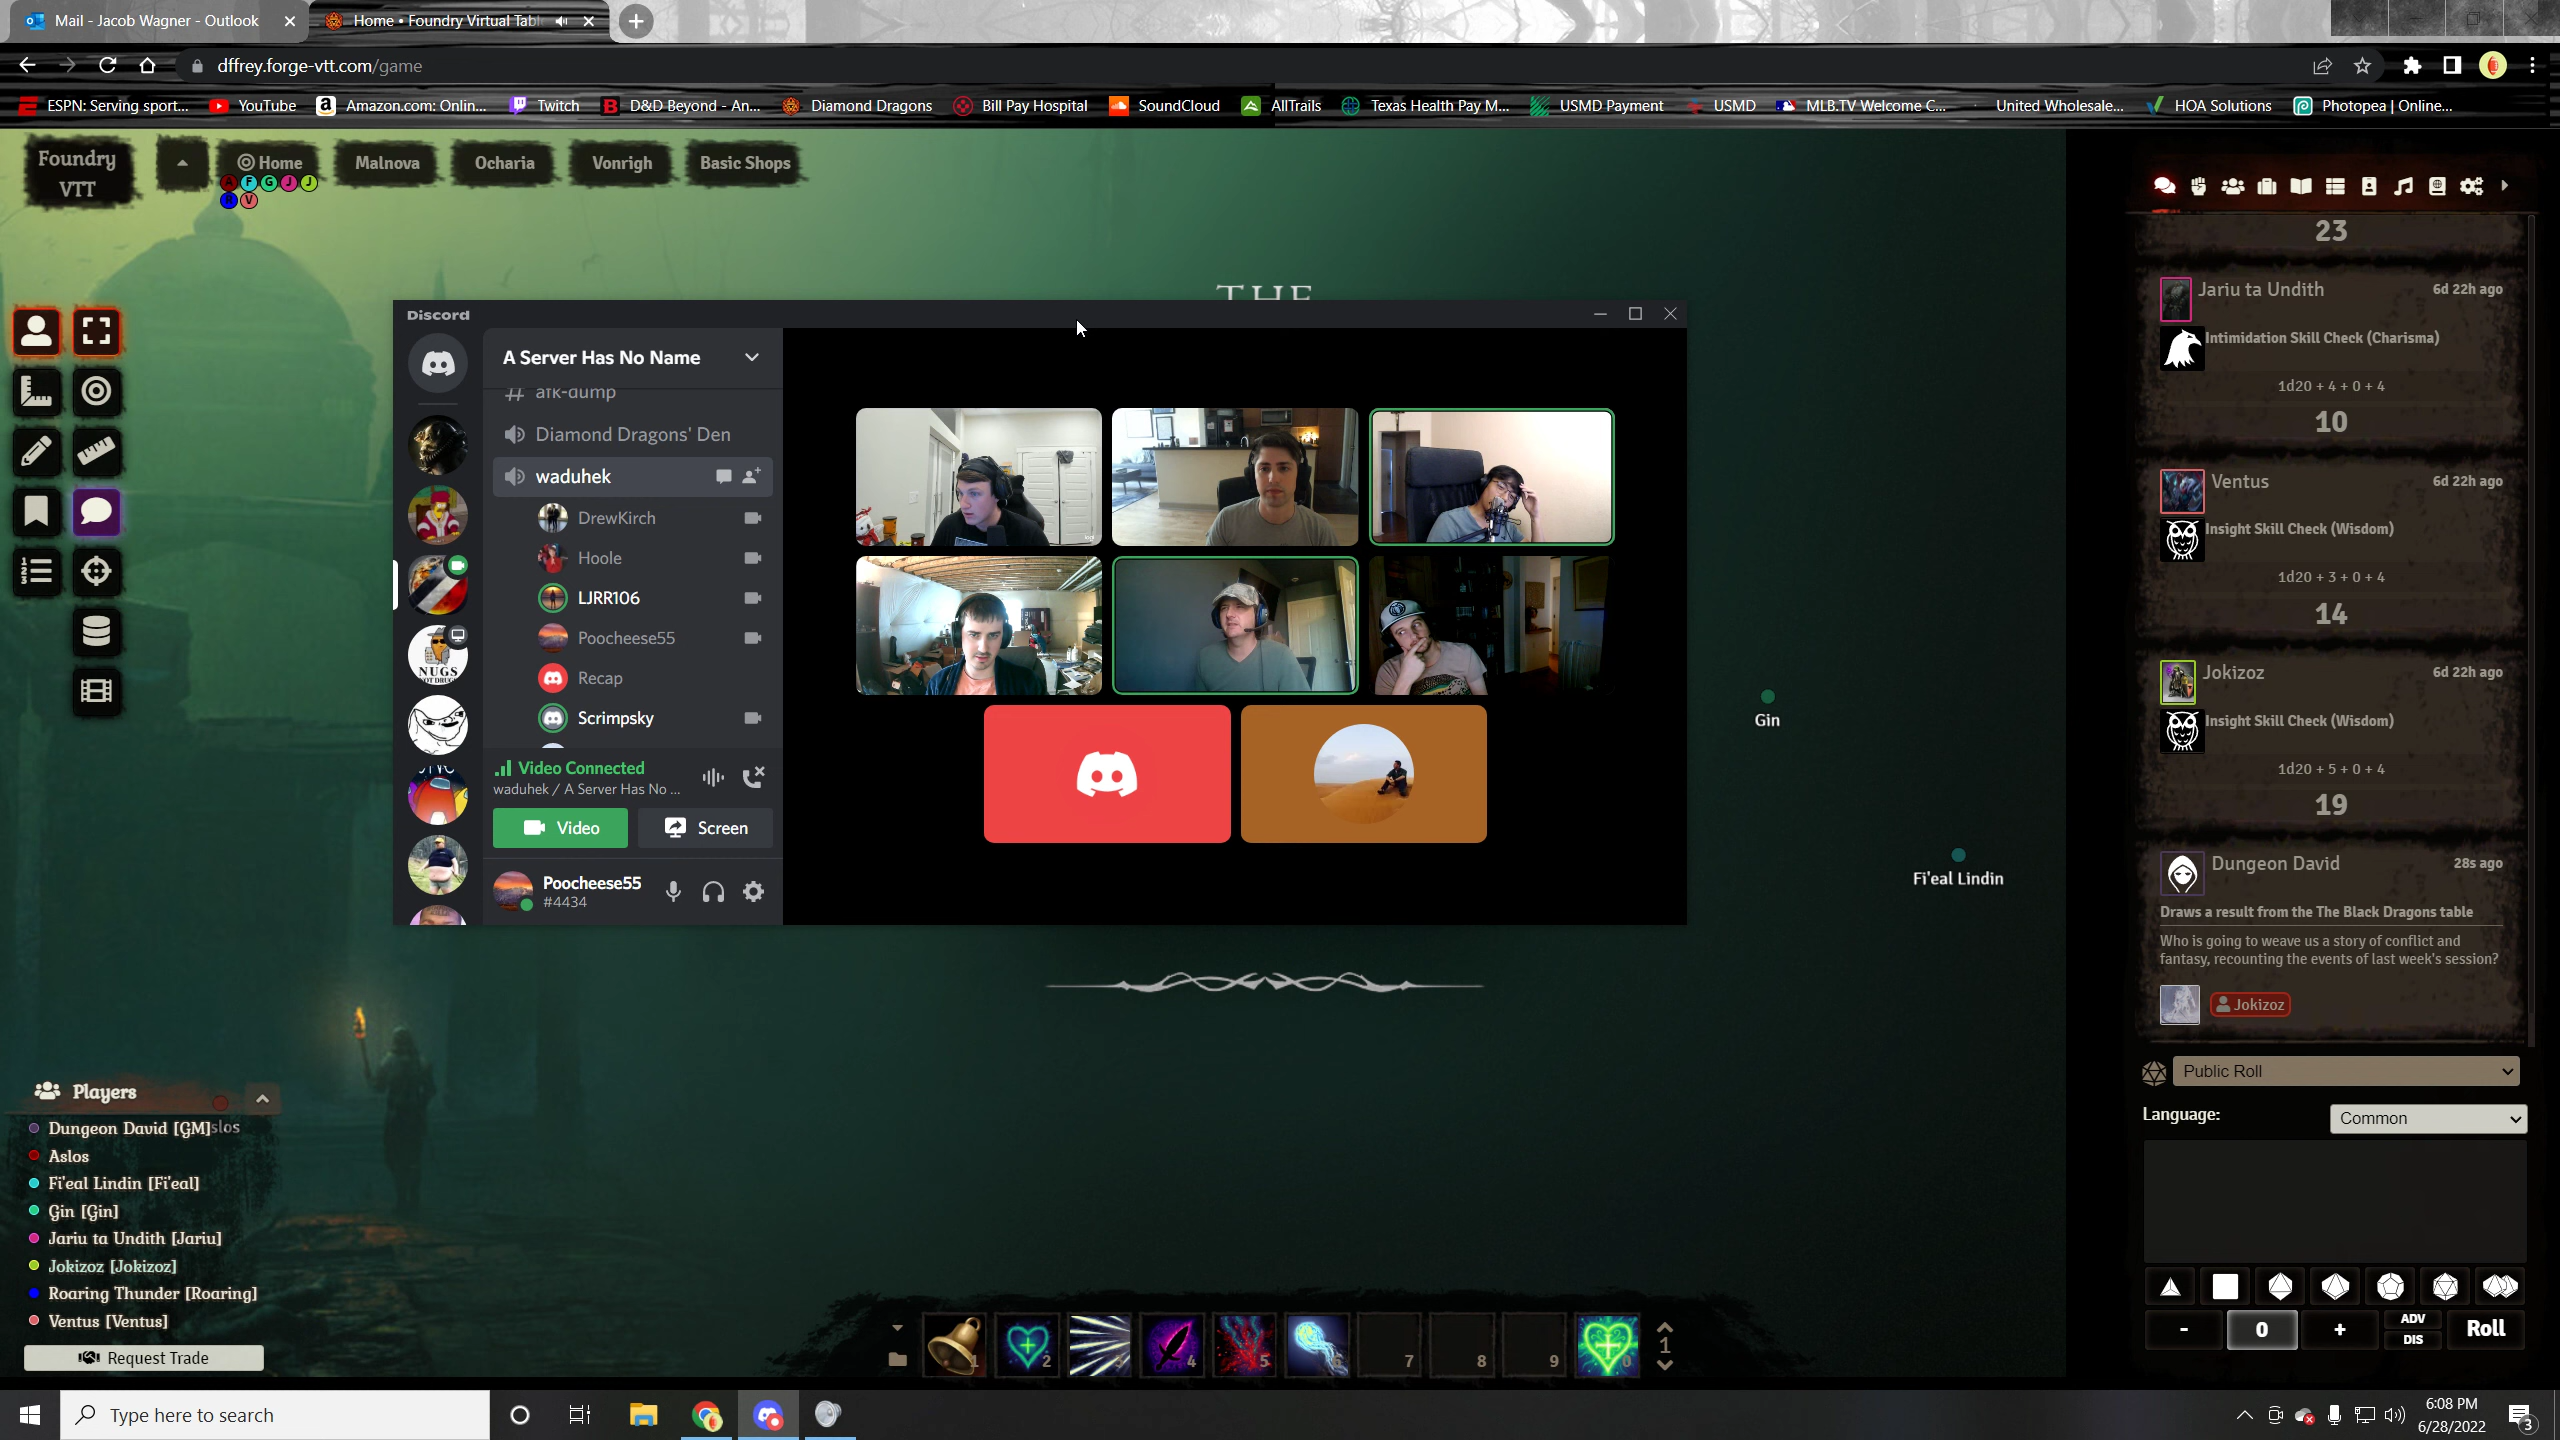 Mail - Jacob Wagner - Outlook
Home • Foundry Virtual Tabl
dffrey.forge-vtt.com/game
ESPN: Serving sport...
YouTube
Amazon.com: Onlin...
Twitch
D&D Beyond - An...
Diamond Dragons
Bill Pay Hospital
SoundCloud
AllTrails
Texas Health Pay M...
USMD Payment
USMD
MLB.TV Welcome C...
United Wholesale...
HOA Solutions
Photopea | Online...
Foundry
VTT
Home
Malnova
Ocharia
Vonrigh
Basic Shops
A F G J J
R V
THE
Discord
A Server Has No Name
afk-dump
Diamond Dragons' Den
waduhek
DrewKirch
Hoole
LJRR106
Poocheese55
Recap
Scrimpsky
NUGS
Video Connected
waduhek / A Server Has No ...
Video
Screen
Poocheese55
#4434
Gin
Fi'eal Lindin
23
Jariu ta Undith
6d 22h ago
Intimidation Skill Check (Charisma)
1d20 + 4 + 0 + 4
10
Ventus
6d 22h ago
Insight Skill Check (Wisdom)
1d20 + 3 + 0 + 4
14
Jokizoz
6d 22h ago
Insight Skill Check (Wisdom)
1d20 + 5 + 0 + 4
19
Dungeon David
28s ago
Draws a result from the The Black Dragons table
Who is going to weave us a story of conflict and
fantasy, recounting the events of last week's session?
Jokizoz
Public Roll
Language:
Common
- 0 + ADV DIS Roll
Players
Dungeon David [GM]slos
Aslos
Fi'eal Lindin [Fi'eal]
Gin [Gin]
Jariu ta Undith [Jariu]
Jokizoz [Jokizoz]
Roaring Thunder [Roaring]
Ventus [Ventus]
Request Trade
1 2 4 5 7 8 9 0
1
Type here to search
6:08 PM
6/28/2022
3